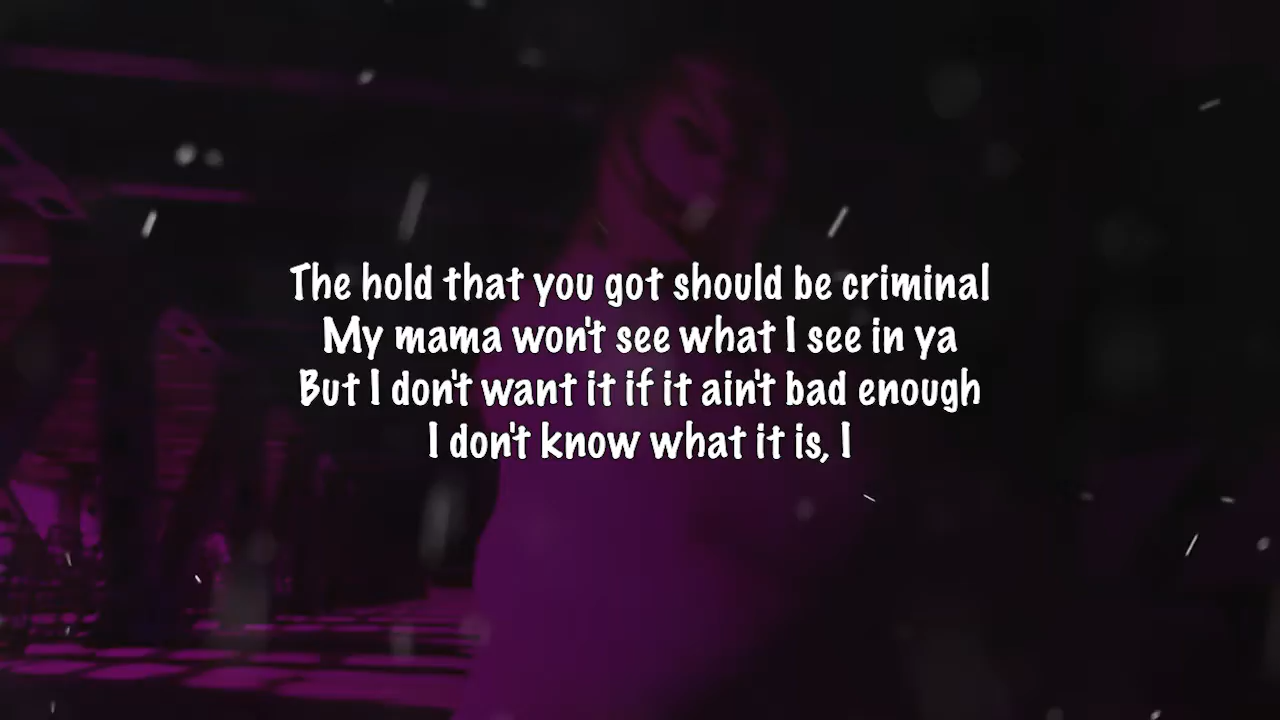 The hold that you got should be criminal
My mama won't see what I see in ya
But I don't want it if it ain't bad enough
I don't know what it is, I